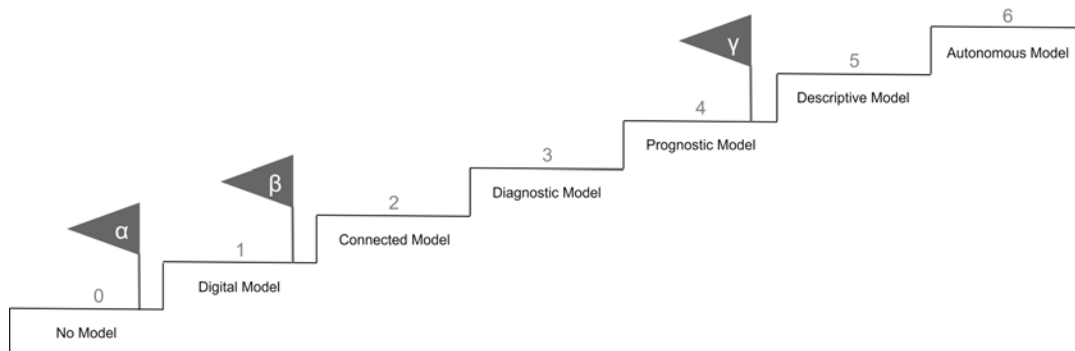 6
Autonomous Model
γ
5
Descriptive Model
4
Prognostic Model
3
Diagnostic Model
β
2
Connected Model
α
1
Digital Model
0
No Model